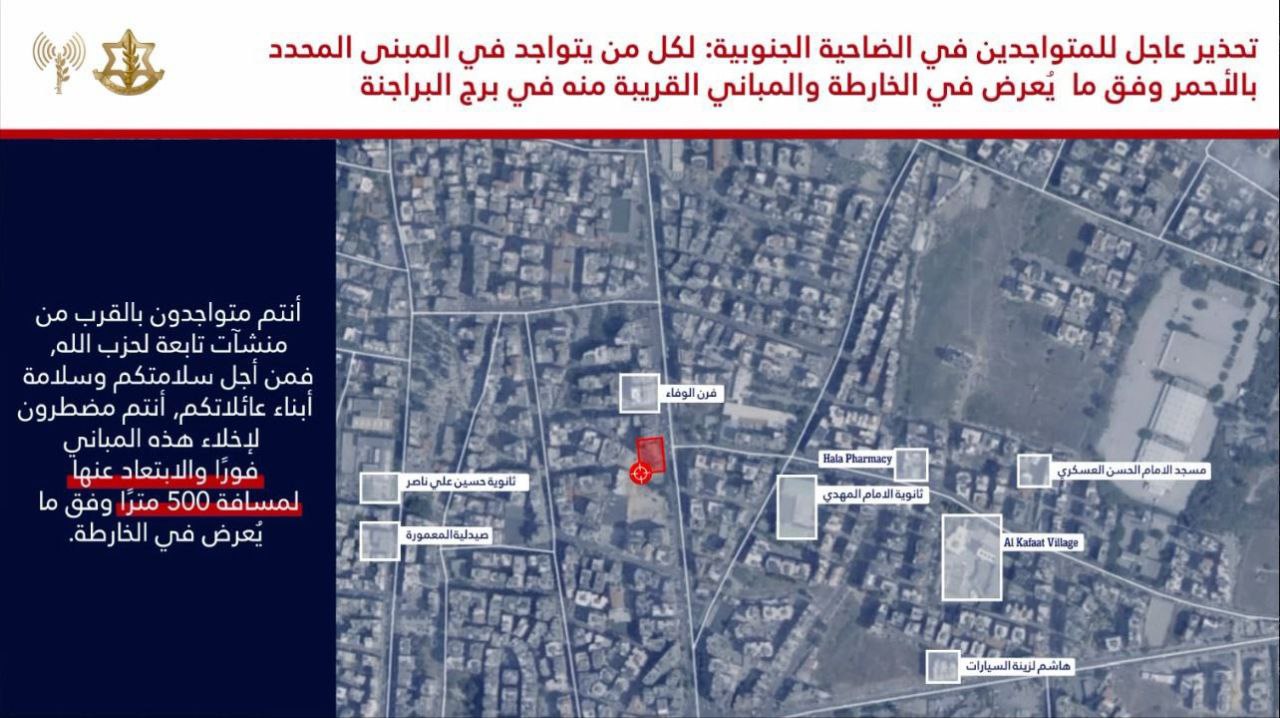 تحذير عاجل للمتواجدين في الضاحية الجنوبية: لكل من يتواجد في المبنى المحدد
بالأحمر وفق ما يُعرض في الخارطة والمباني القريبة منه في برج البراجنة
أنتم متواجدون بالقرب من
منشآت تابعة لحزب الله,
فمن أجل سلامتكم وسلامة
أبناء عائلاتكم, أنتم مضطرون
لإخلاء هذه المباني
فورًا والابتعاد عنها
لمسافة 500 مترًا وفق ما
يُعرض في الخارطة.
فرن الوفاء
Hala Pharmacy
مسجد الامام الحسن العسكري
ثانوية حسين علي ناصر
ثانوية الامام المهدي
صيدلية المعمورة
Al Kafaat Village
هاشم لزينة السيارات